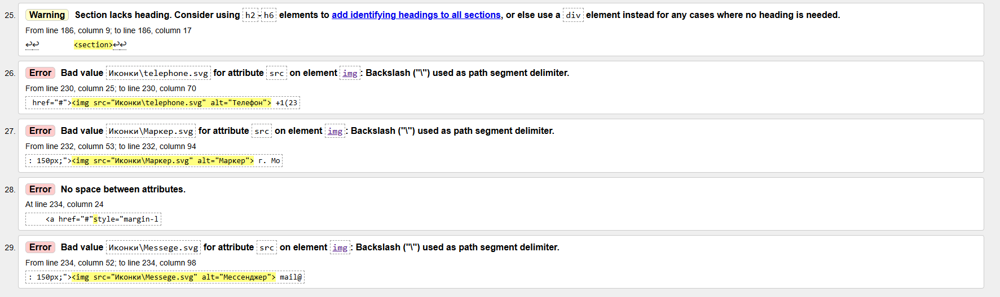 25. Warning Section lacks heading. Consider using h2-h6 elements to add identifying headings to all sections, or else use a div element instead for any cases where no heading is needed.
From line 186, column 9; to line 186, column 17
↩↩        <section>↩↩
26. Error Bad value Иконки\telephone.svg for attribute src on element img: Backslash ("\") used as path segment delimiter.
From line 230, column 25; to line 230, column 70
href="#"><img src="Иконки\telephone.svg" alt="Телефон"> +1(23
27. Error Bad value Иконки\Маркер.svg for attribute src on element img: Backslash ("\") used as path segment delimiter.
From line 232, column 53; to line 232, column 94
: 150px;"><img src="Иконки\Маркер.svg" alt="Маркер"> г. Мо
28. Error No space between attributes.
At line 234, column 24
<a href="#"style="margin-l
29. Error Bad value Иконки\Messege.svg for attribute src on element img: Backslash ("\") used as path segment delimiter.
From line 234, column 52; to line 234, column 98
: 150px;"><img src="Иконки\Messege.svg" alt="Мессенджер"> mail@